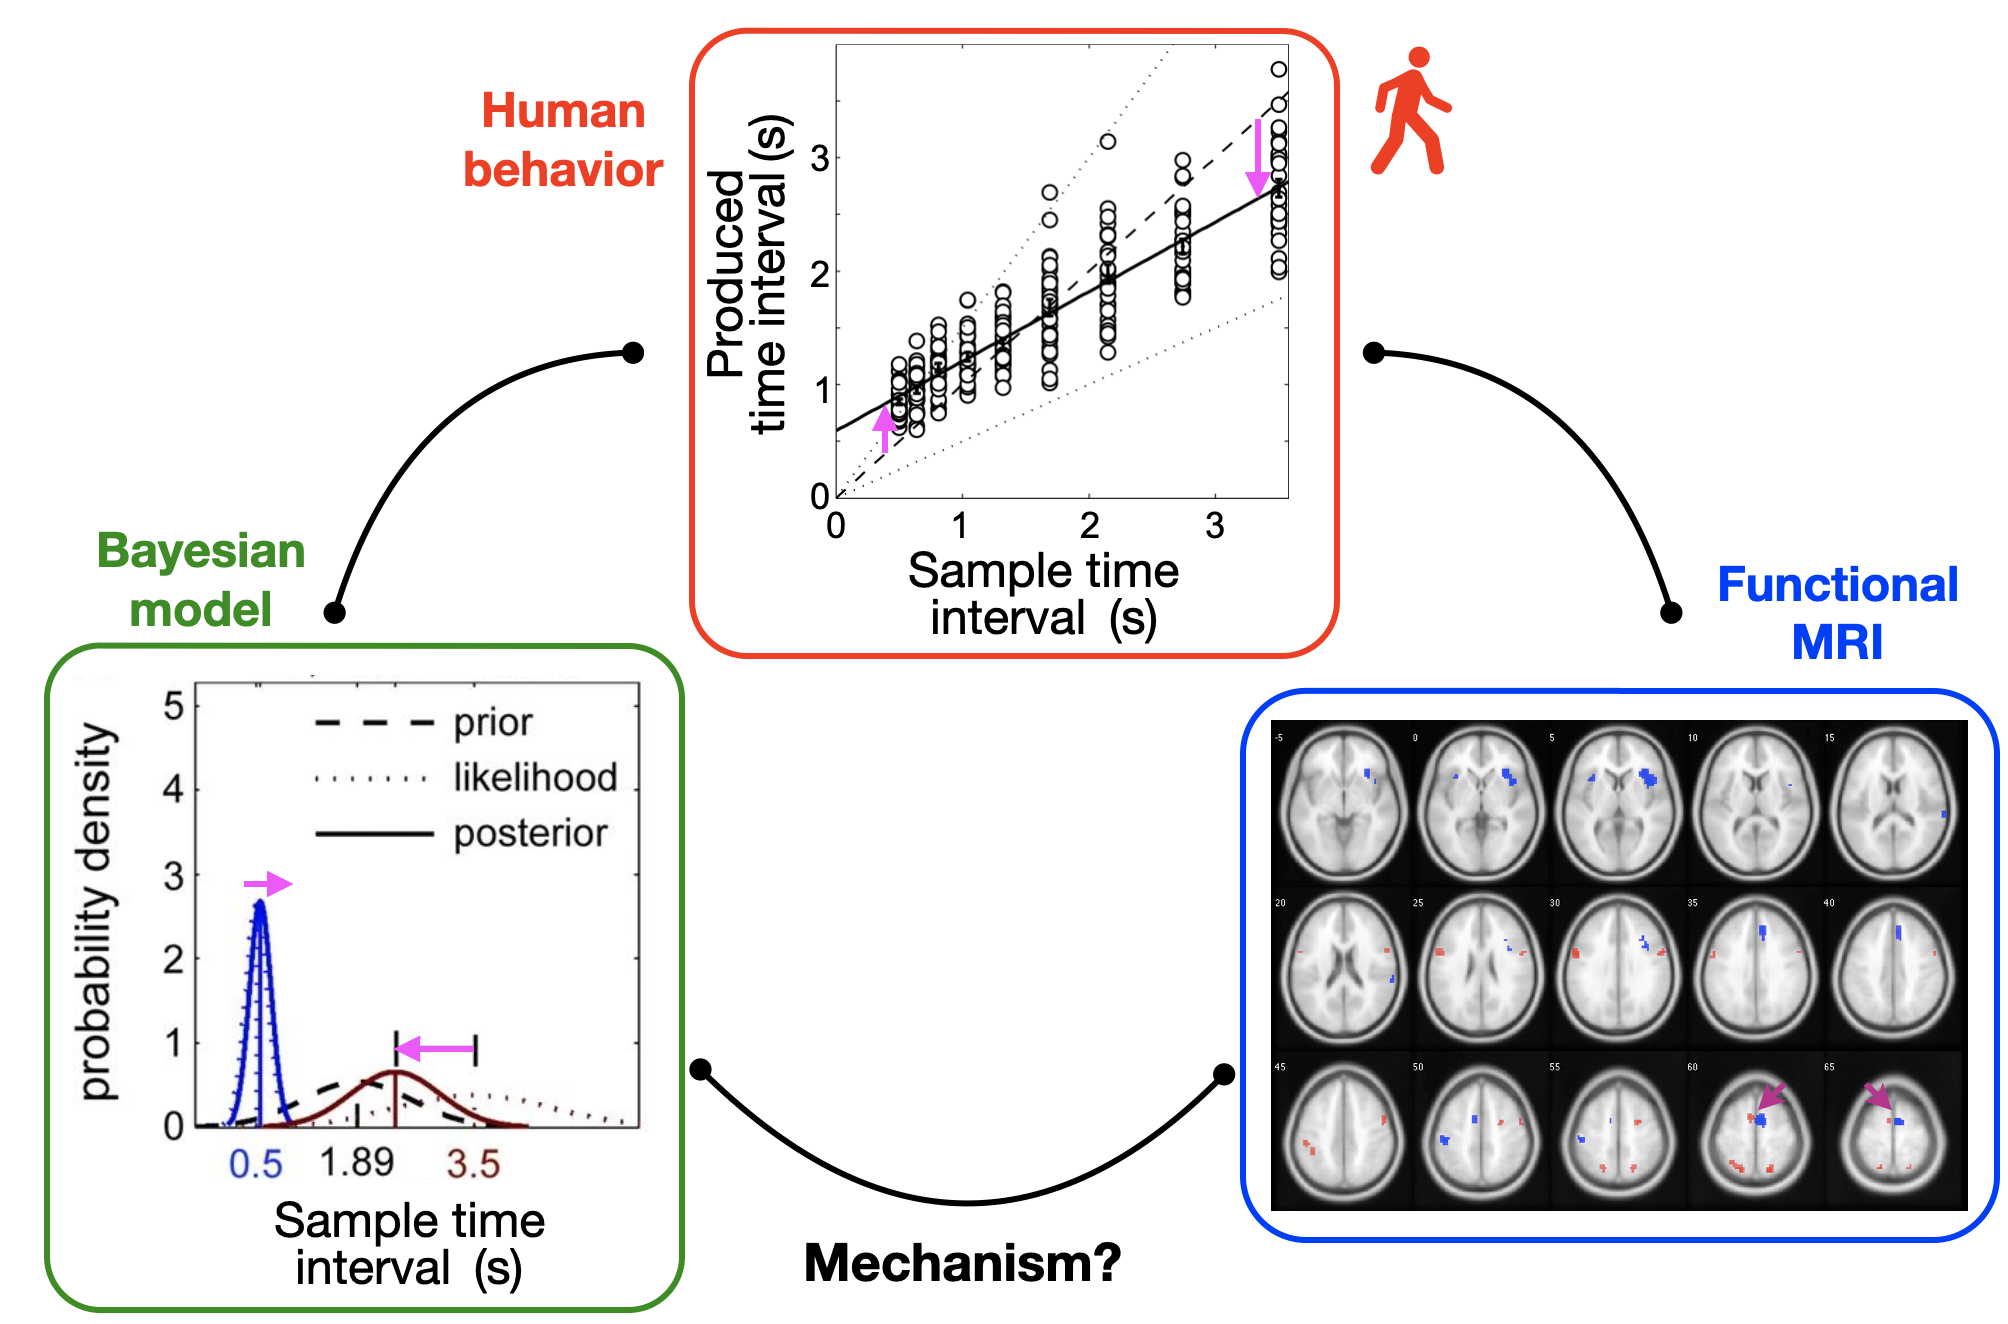 Human
behavior
Produced
time interval (s)
3
2
1
0
0 1 2 3
Sample time
interval (s)
Bayesian
model
probability density
5
4
3
2
1
0
prior
likelihood
posterior
0.5 1.89 3.5
Sample time
interval (s)
Mechanism?
Functional
MRI
-5 0 5 10 15
20 25 30 35 40
45 50 55 60 65